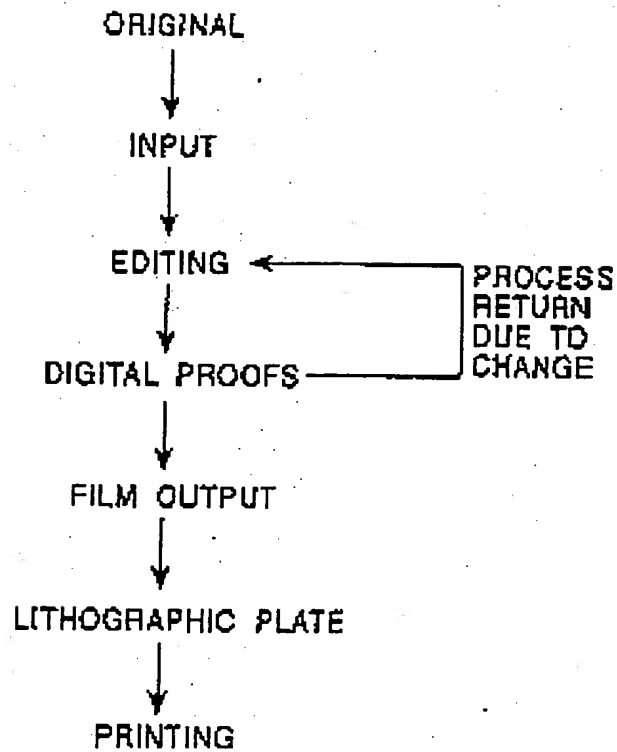 ORIGINAL
INPUT
EDITING
PROCESS
RETURN
DUE TO
CHANGE
DIGITAL PROOFS
FILM OUTPUT
LITHOGRAPHIC PLATE
PRINTING